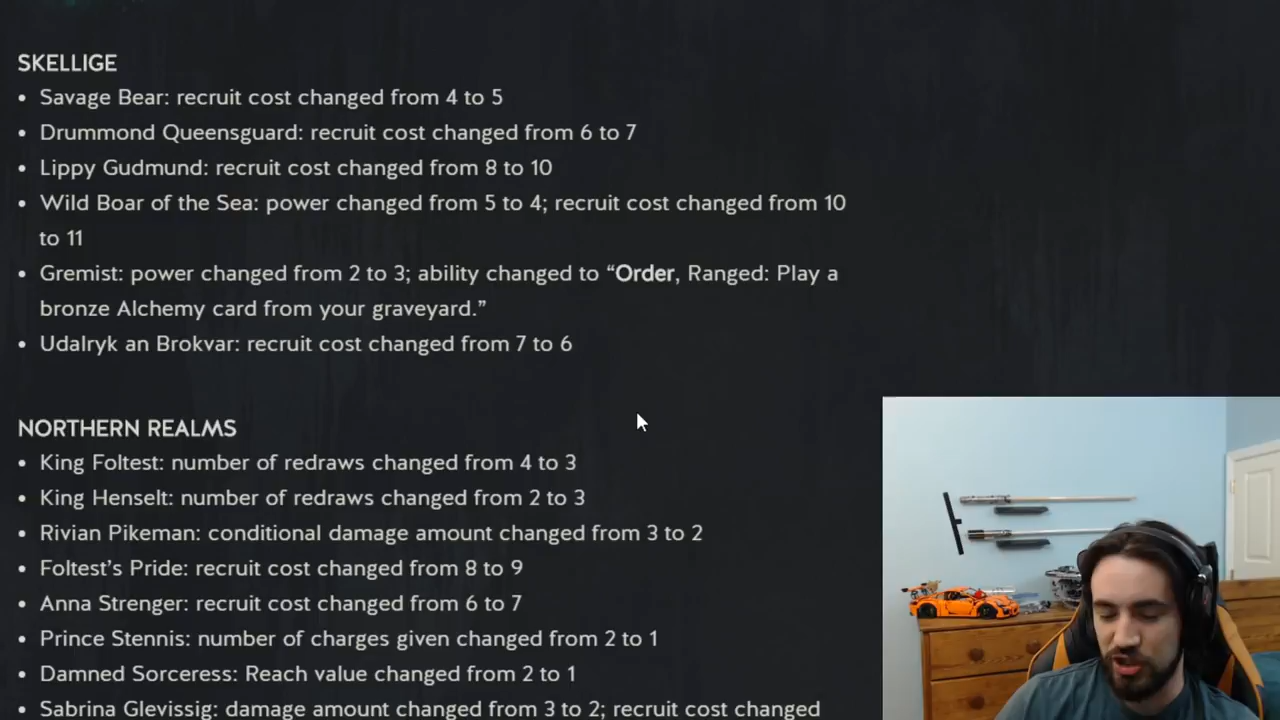 SKELLIGE
• Savage Bear: recruit cost changed from 4 to 5
• Drummond Queensguard: recruit cost changed from 6 to 7
• Lippy Gudmund: recruit cost changed from 8 to 10
• Wild Boar of the Sea: power changed from 5 to 4; recruit cost changed from 10
to 11
• Gremist: power changed from 2 to 3; ability changed to “Order, Ranged: Play a
bronze Alchemy card from your graveyard.”
• Udalryk an Brokvar: recruit cost changed from 7 to 6
NORTHERN REALMS
• King Foltest: number of redraws changed from 4 to 3
• King Henselt: number of redraws changed from 2 to 3
• Rivian Pikeman: conditional damage amount changed from 3 to 2
• Foltest’s Pride: recruit cost changed from 8 to 9
• Anna Strenger: recruit cost changed from 6 to 7
• Prince Stennis: number of charges given changed from 2 to 1
• Damned Sorceress: Reach value changed from 2 to 1
• Sabrina Glevissig: damage amount changed from 3 to 2; recruit cost changed